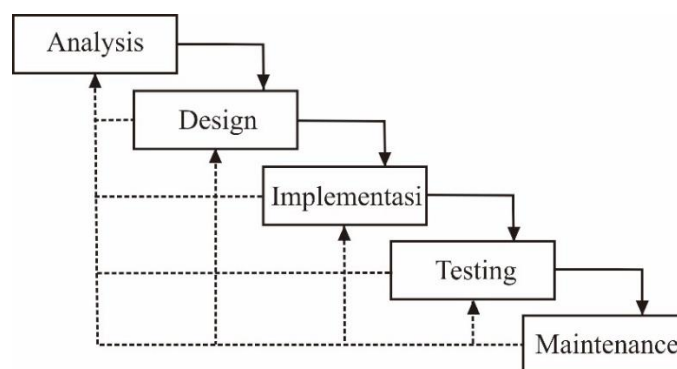 Analysis
Design
Implementasi
Testing
Maintenance